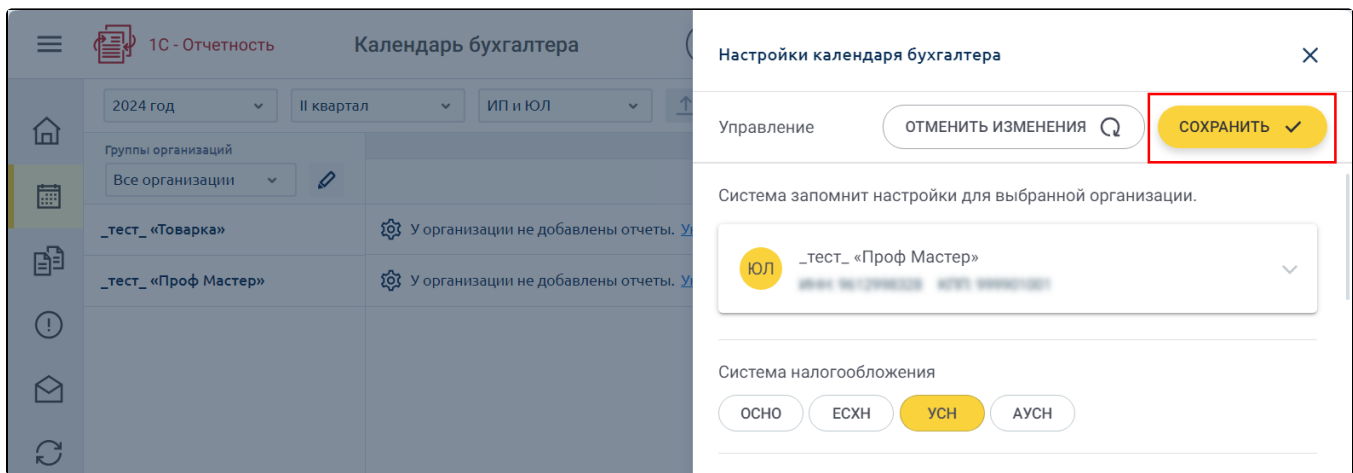 1С - Отчетность
Календарь бухгалтера
2024 год
II квартал
ИП и ЮЛ
Группы организаций
Все организации
_тест_ «Товарка»
У организации не добавлены отчеты.
_тест_ «Проф Мастер»
У организации не добавлены отчеты.
Настройки календаря бухгалтера
Управление
ОТМЕНИТЬ ИЗМЕНЕНИЯ
СОХРАНИТЬ
Система запомнит настройки для выбранной организации.
ЮЛ
_тест_ «Проф Мастер»
Система налогообложения
ОСНО
ЕСХН
УСН
АУСН